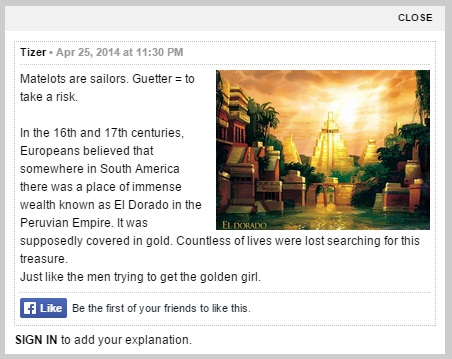 CLOSE
Tizer • Apr 25, 2014 at 11:30 PM
Matelots are sailors. Guetter = to
take a risk.
In the 16th and 17th centuries,
Europeans believed that
somewhere in South America
there was a place of immense
wealth known as El Dorado in the
Peruvian Empire. It was
EL DORADO
supposedly covered in gold. Countless of lives were lost searching for this
treasure.
Just like the men trying to get the golden girl.
f Like Be the first of your friends to like this.
SIGN IN to add your explanation.